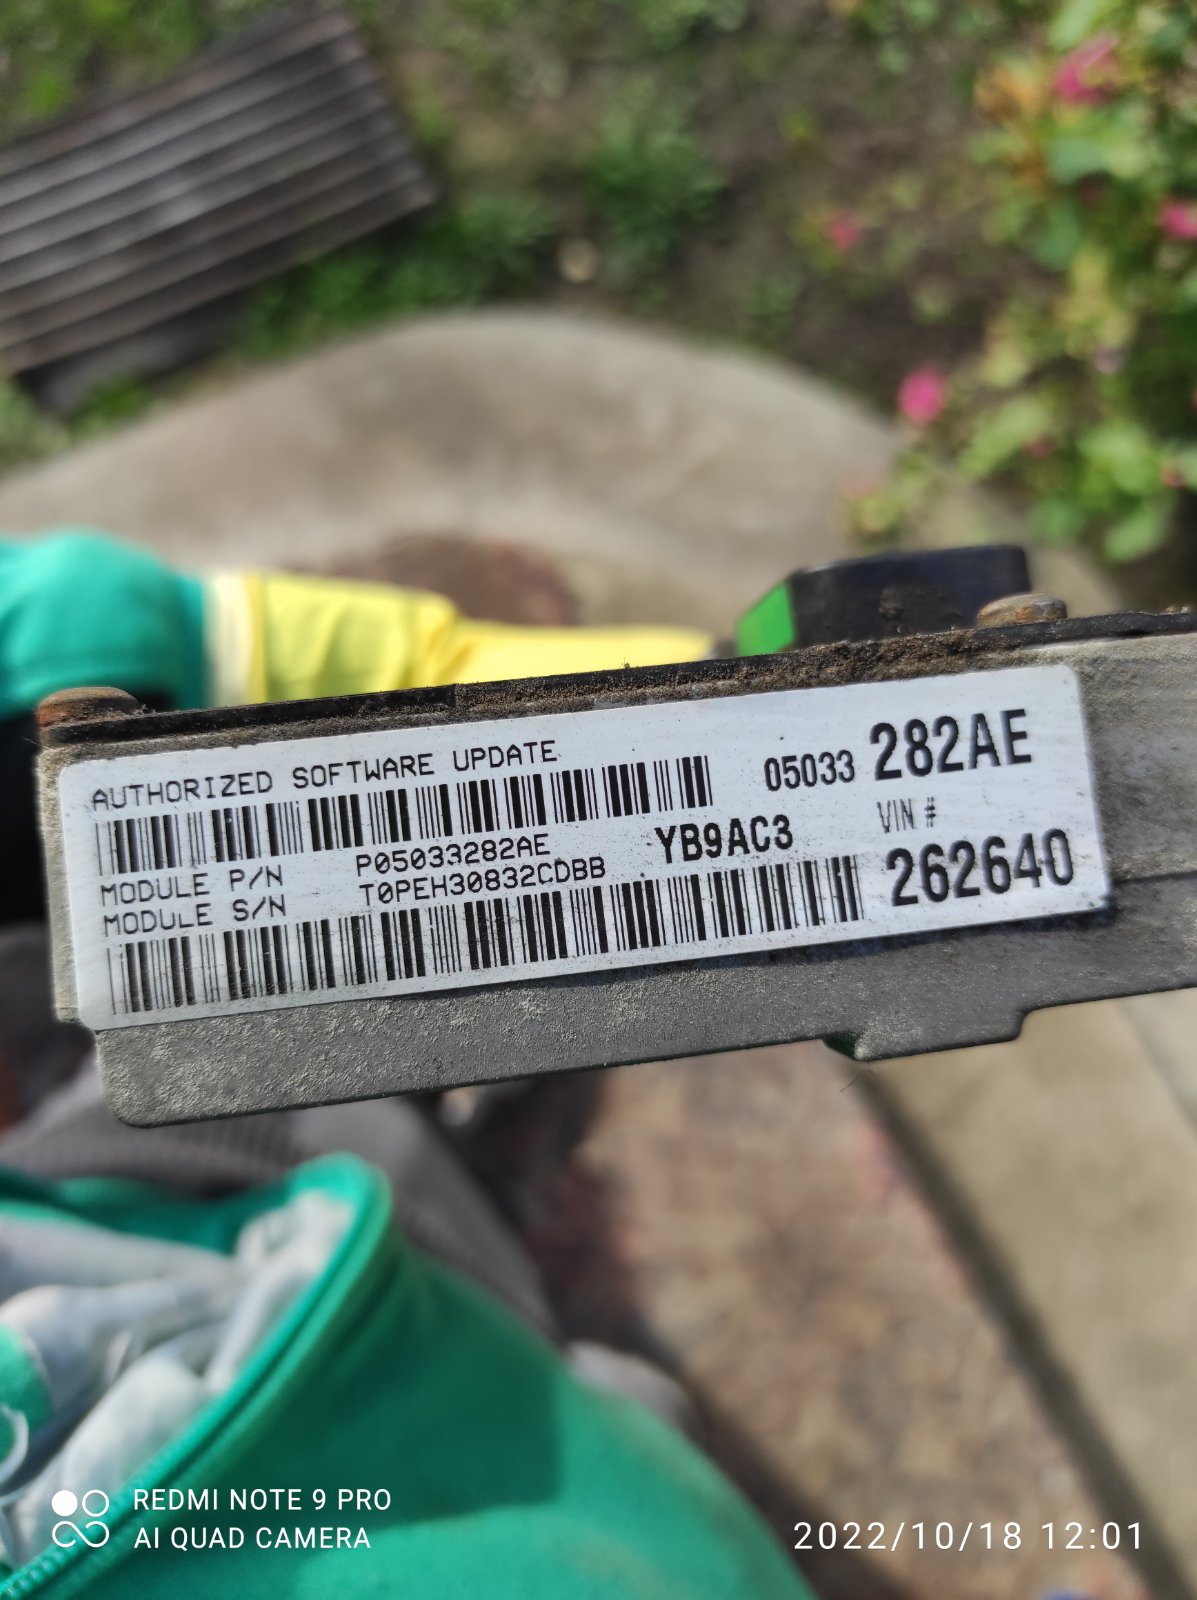 AUTHORIZED SOFTWARE UPDATE
05033 282AE
MODULE P/N P05033282AE
MODULE S/N T0PEH30832CDBB
YB9AC3
VIN #
262640
REDMI NOTE 9 PRO
AI QUAD CAMERA
2022/10/18 12:01